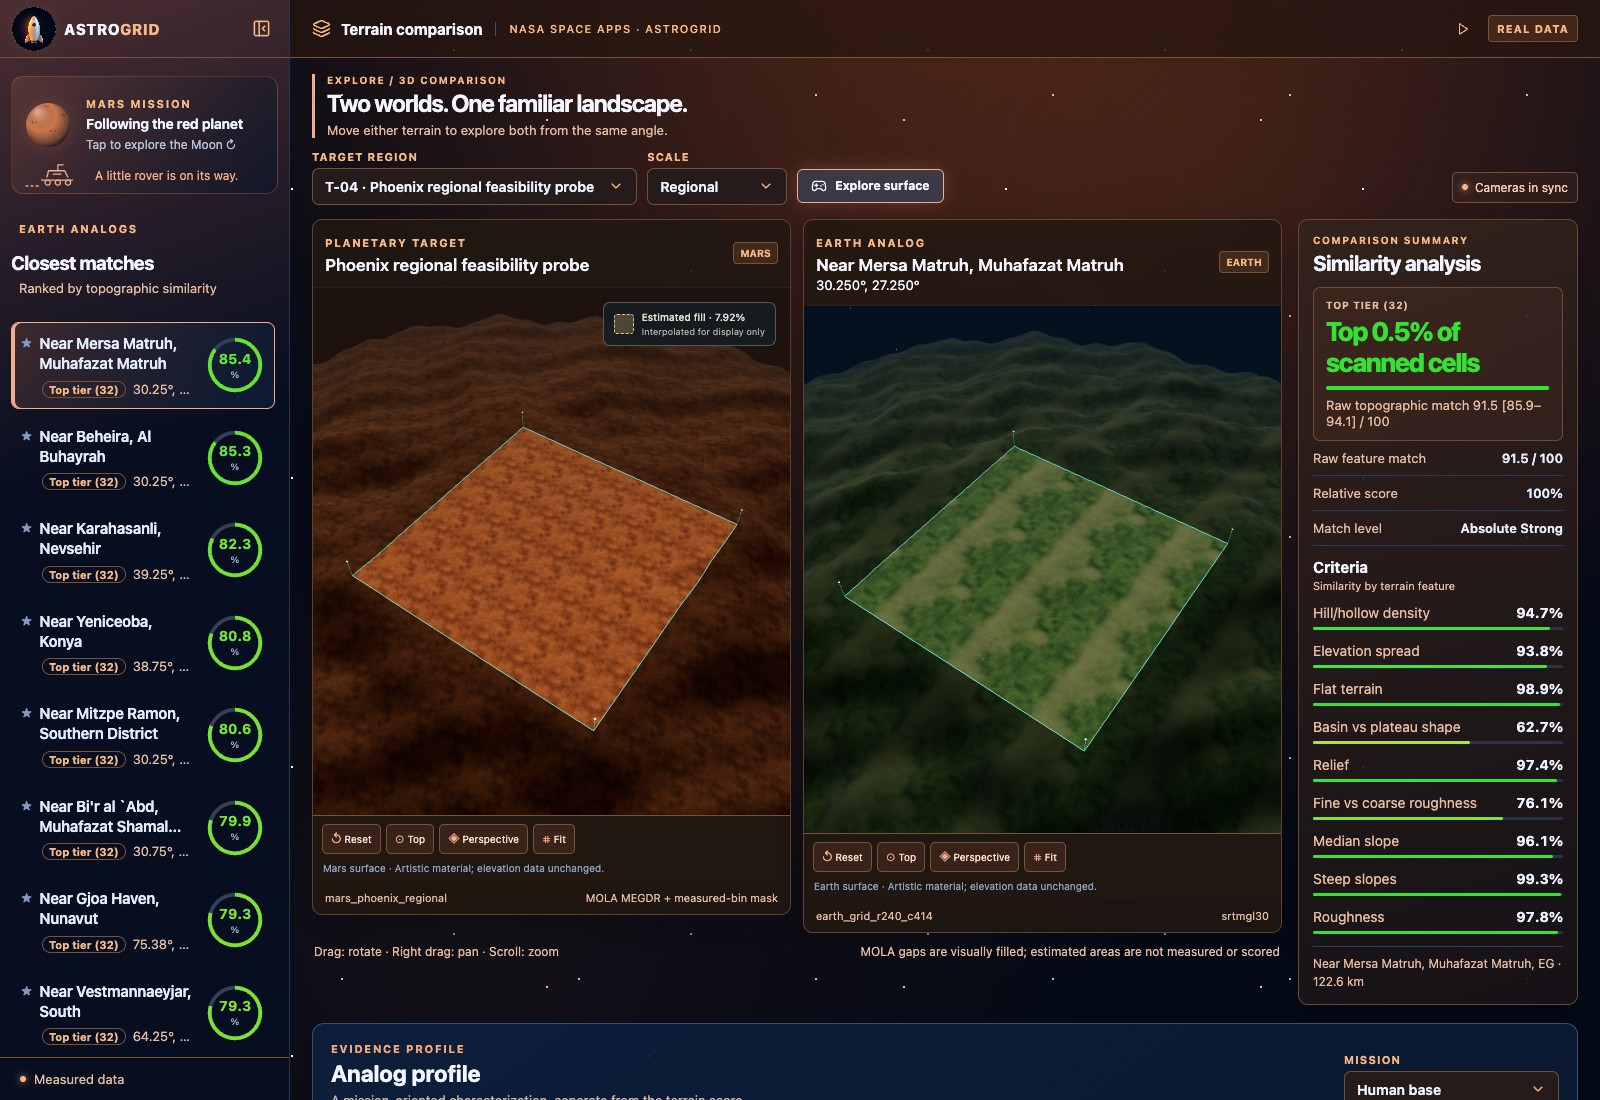 ASTROGRID
Terrain comparison
NASA SPACE APPS · ASTROGRID
REAL DATA
MARS MISSION
Following the red planet
Tap to explore the Moon ↻
A little rover is on its way.
EARTH ANALOGS
Closest matches
Ranked by topographic similarity
Near Mersa Matruh,
Muhafazat Matruh
85.4
%
Top tier (32) 30.25°, ...
Near Beheira, Al
Buhayrah
85.3
%
Top tier (32) 30.25°, ...
Near Karahasanli,
Nevsehir
82.3
%
Top tier (32) 39.25°, ...
Near Yeniceoba,
Konya
80.8
%
Top tier (32) 38.75°, ...
Near Mitzpe Ramon,
Southern District
80.6
%
Top tier (32) 30.25°, ...
Near Bi'r al `Abd,
Muhafazat Shamal...
79.9
%
Top tier (32) 30.75°, ...
Near Gjoa Haven,
Nunavut
79.3
%
Top tier (32) 75.38°, ...
Near Vestmannaeyjar,
South
79.3
%
Top tier (32) 64.25°, ...
Measured data
EXPLORE / 3D COMPARISON
Two worlds. One familiar landscape.
Move either terrain to explore both from the same angle.
TARGET REGION
T-04 · Phoenix regional feasibility probe
SCALE
Regional
Explore surface
Cameras in sync
PLANETARY TARGET
Phoenix regional feasibility probe
MARS
Estimated fill · 7.92%
Interpolated for display only
Reset
Top
Perspective
Fit
Mars surface · Artistic material; elevation data unchanged.
mars_phoenix_regional
MOLA MEGDR + measured-bin mask
EARTH ANALOG
Near Mersa Matruh, Muhafazat Matruh
30.250°, 27.250°
EARTH
Reset
Top
Perspective
Fit
Earth surface · Artistic material; elevation data unchanged.
earth_grid_r240_c414
srtmgl30
Drag: rotate · Right drag: pan · Scroll: zoom
MOLA gaps are visually filled; estimated areas are not measured or scored
COMPARISON SUMMARY
Similarity analysis
TOP TIER (32)
Top 0.5% of
scanned cells
Raw topographic match 91.5 [85.9–
94.1] / 100
Raw feature match 91.5 / 100
Relative score 100%
Match level Absolute Strong
Criteria
Similarity by terrain feature
Hill/hollow density 94.7%
Elevation spread 93.8%
Flat terrain 98.9%
Basin vs plateau shape 62.7%
Relief 97.4%
Fine vs coarse roughness 76.1%
Median slope 96.1%
Steep slopes 99.3%
Roughness 97.8%
Near Mersa Matruh, Muhafazat Matruh, EG ·
122.6 km
EVIDENCE PROFILE
Analog profile
A mission-oriented characterization, separate from the terrain score.
MISSION
Human base